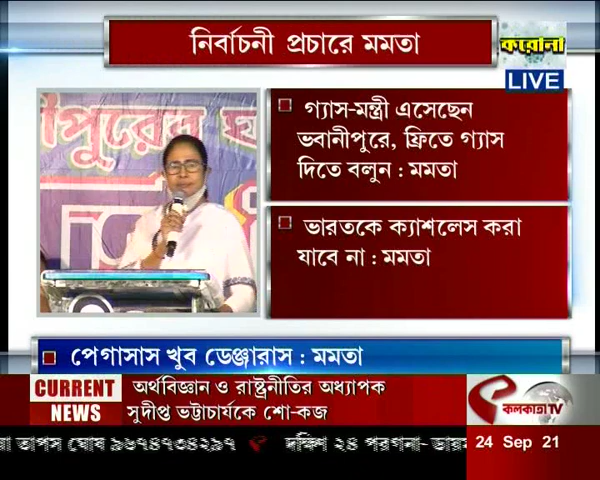 নির্বাচনী প্রচারে মমতা
করোনা
LIVE
পুরের ঘ
গ্যাস-মন্ত্রী এসেছেন
ভবানীপুরে, ফ্রিতে গ্যাস
দিতে বলুন : মমতা
ভারতকে ক্যাশলেস করা
যাবে না : মমতা
পেগাসাস খুব ডেঞ্জারাস : মমতা
CURRENT
NEWS
অর্থবিজ্ঞান ও রাষ্ট্রনীতির অধ্যাপক
সুদীপ্ত ভট্টাচার্যকে শো-কজ
কলকাতা TV
তাপস ঘোষ ৯৬৭৪৭৩৪২৯৭ দক্ষিণ ২৪ পরগনা-
24 Sep 21